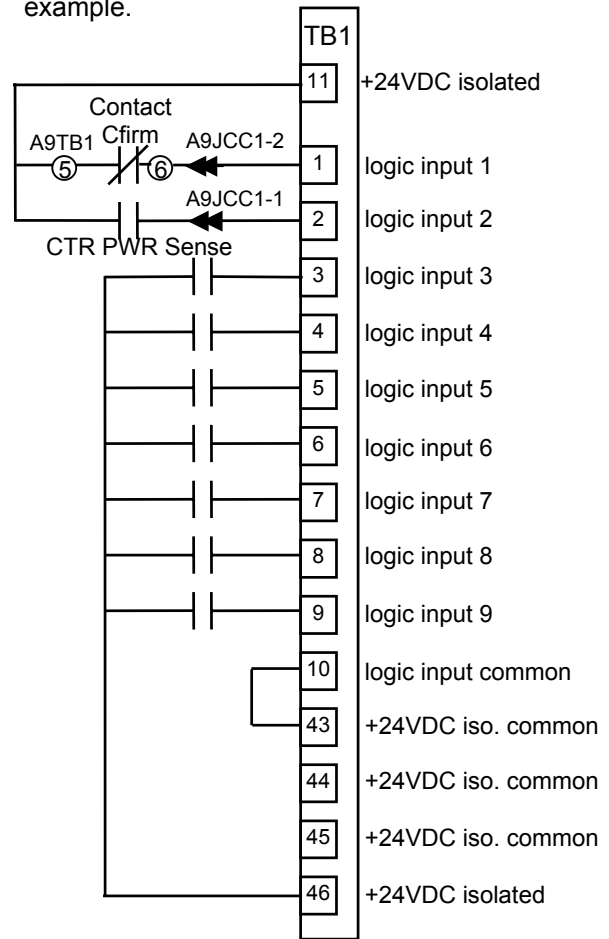 example.
TB1
11 +24VDC isolated
Contact
Cfirm
A9TB1 A9JCC1-2
5 6 1 logic input 1
A9JCC1-1
2 logic input 2
CTR PWR Sense
3 logic input 3
4 logic input 4
5 logic input 5
6 logic input 6
7 logic input 7
8 logic input 8
9 logic input 9
10 logic input common
43 +24VDC iso. common
44 +24VDC iso. common
45 +24VDC iso. common
46 +24VDC isolated